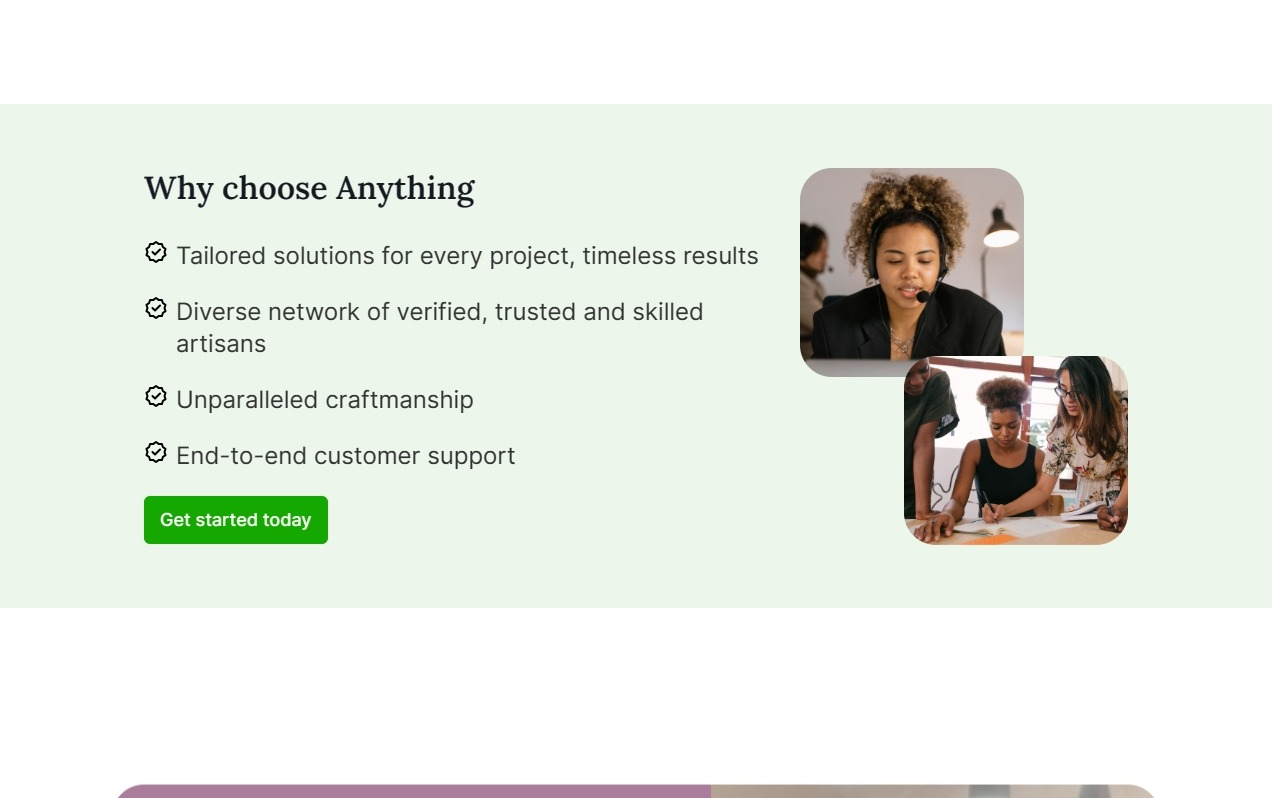 Why choose Anything
Tailored solutions for every project, timeless results
Diverse network of verified, trusted and skilled
artisans
Unparalleled craftmanship
End-to-end customer support
Get started today